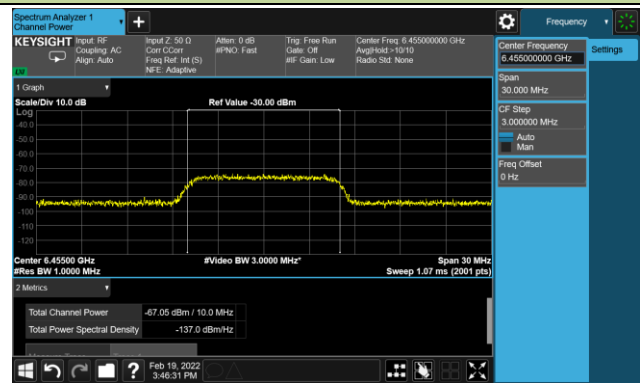 Spectrum Analyzer 1
Channel Power
Frequency
KEYSIGHT
Input: RF
Coupling: AC
Align: Auto
Input Z: 50 Ω
Corr CCorr
Freq Ref: Int (S)
NFE: Adaptive
Atten: 0 dB
#PNO: Fast
Trig: Free Run
Gate: Off
#IF Gain: Low
Center Freq: 6.455000000 GHz
Avg|Hold:>10/10
Radio Std: None
Center Frequency
6.455000000 GHz
Settings
Span
30.000 MHz
CF Step
3.000000 MHz
Auto
Man
Freq Offset
0 Hz
1 Graph
Scale/Div 10.0 dB
Ref Value -30.00 dBm
Log
-40.0
-50.0
-60.0
-70.0
-80.0
-90.0
-100
-110
-120
Center 6.45500 GHz
#Video BW 3.0000 MHz*
Span 30 MHz
#Res BW 1.0000 MHz
Sweep 1.07 ms (2001 pts)
2 Metrics
Total Channel Power
-67.05 dBm / 10.0 MHz
Total Power Spectral Density
-137.0 dBm/Hz
Feb 19, 2022
3:46:31 PM